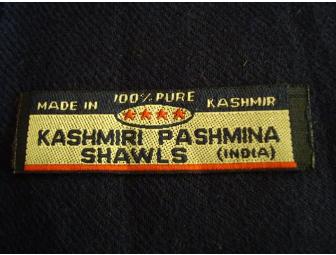 MADE IN 100% PURE KASHMIR
KASHMIRI PASHMINA
SHAWLS (INDIA)